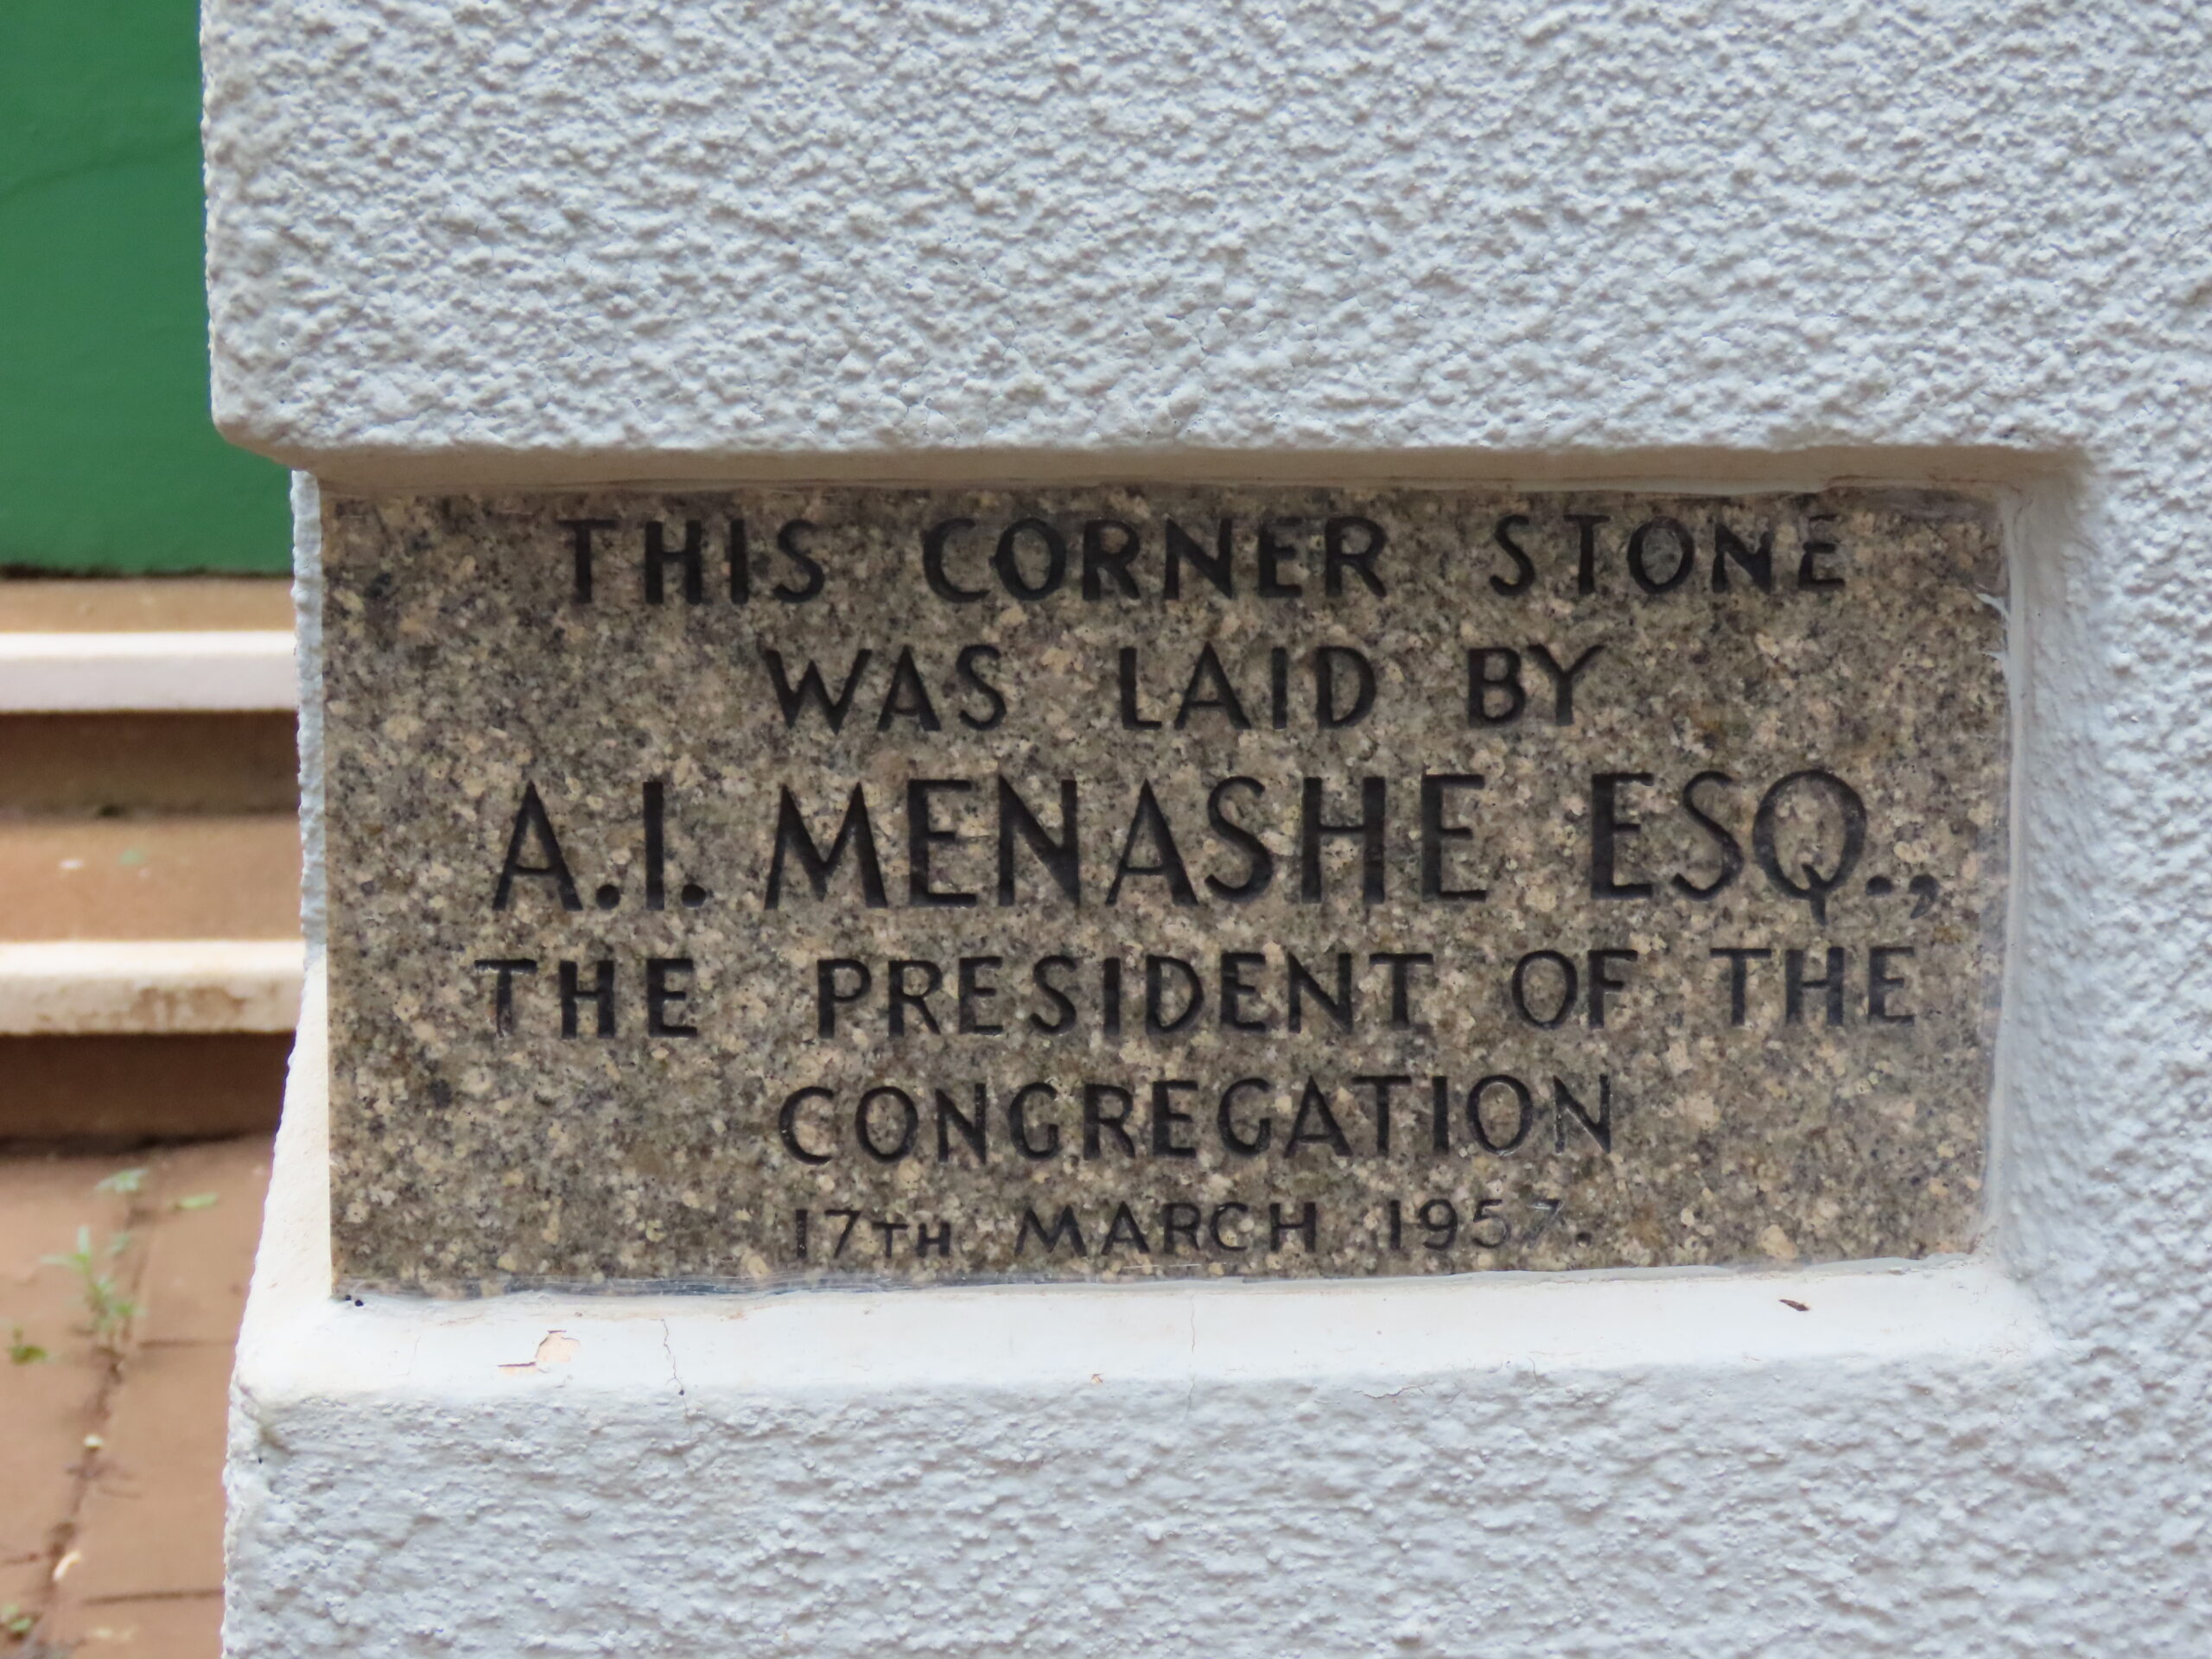 THIS CORNER STONE
WAS LAID BY
A.I. MENASHE ESQ.,
THE PRESIDENT OF THE
CONGREGATION
17TH MARCH 1957.